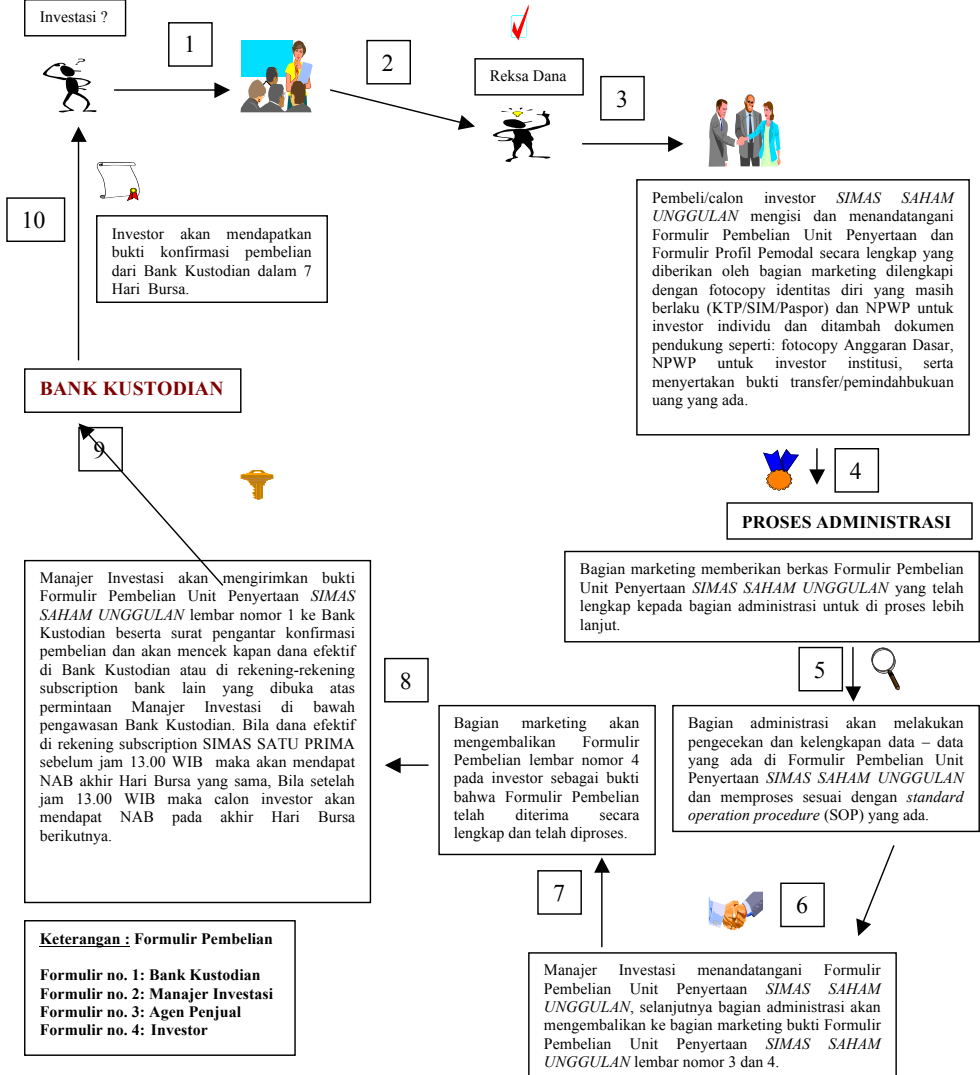 Investasi ?
1
2
Reksa Dana
3
Pembeli/calon investor SIMAS SAHAM
UNGGULAN mengisi dan menandatangani
Formulir Pembelian Unit Penyertaan dan
Formulir Profil Pemodal secara lengkap yang
diberikan oleh bagian marketing dilengkapi
dengan fotocopy identitas diri yang masih
berlaku (KTP/SIM/Paspor) dan NPWP untuk
investor individu dan ditambah dokumen
pendukung seperti: fotocopy Anggaran Dasar,
NPWP untuk investor institusi, serta
menyertakan bukti transfer/pemindahbukuan
uang yang ada.
4
PROSES ADMINISTRASI
Bagian marketing memberikan berkas Formulir Pembelian
Unit Penyertaan SIMAS SAHAM UNGGULAN yang telah
lengkap kepada bagian administrasi untuk di proses lebih
lanjut.
5
Bagian administrasi akan melakukan
pengecekan dan kelengkapan data – data
yang ada di Formulir Pembelian Unit
Penyertaan SIMAS SAHAM UNGGULAN
dan memproses sesuai dengan standard
operation procedure (SOP) yang ada.
6
Manajer Investasi menandatangani Formulir
Pembelian Unit Penyertaan SIMAS SAHAM
UNGGULAN, selanjutnya bagian administrasi akan
mengembalikan ke bagian marketing bukti Formulir
Pembelian Unit Penyertaan SIMAS SAHAM
UNGGULAN lembar nomor 3 dan 4.
7
Bagian marketing akan
mengembalikan Formulir
Pembelian lembar nomor 4
pada investor sebagai bukti
bahwa Formulir Pembelian
telah diterima secara
lengkap dan telah diproses.
8
Manajer Investasi akan mengirimkan bukti
Formulir Pembelian Unit Penyertaan SIMAS
SAHAM UNGGULAN lembar nomor 1 ke Bank
Kustodian beserta surat pengantar konfirmasi
pembelian dan akan mencek kapan dana efektif
di Bank Kustodian atau di rekening-rekening
subscription bank lain yang dibuka atas
permintaan Manajer Investasi di bawah
pengawasan Bank Kustodian. Bila dana efektif
di rekening subscription SIMAS SATU PRIMA
sebelum jam 13.00 WIB maka akan mendapat
NAB akhir Hari Bursa yang sama, Bila setelah
jam 13.00 WIB maka calon investor akan
mendapat NAB pada akhir Hari Bursa
berikutnya.
9
BANK KUSTODIAN
10
Investor akan mendapatkan
bukti konfirmasi pembelian
dari Bank Kustodian dalam 7
Hari Bursa.
Keterangan : Formulir Pembelian
Formulir no. 1: Bank Kustodian
Formulir no. 2: Manajer Investasi
Formulir no. 3: Agen Penjual
Formulir no. 4: Investor